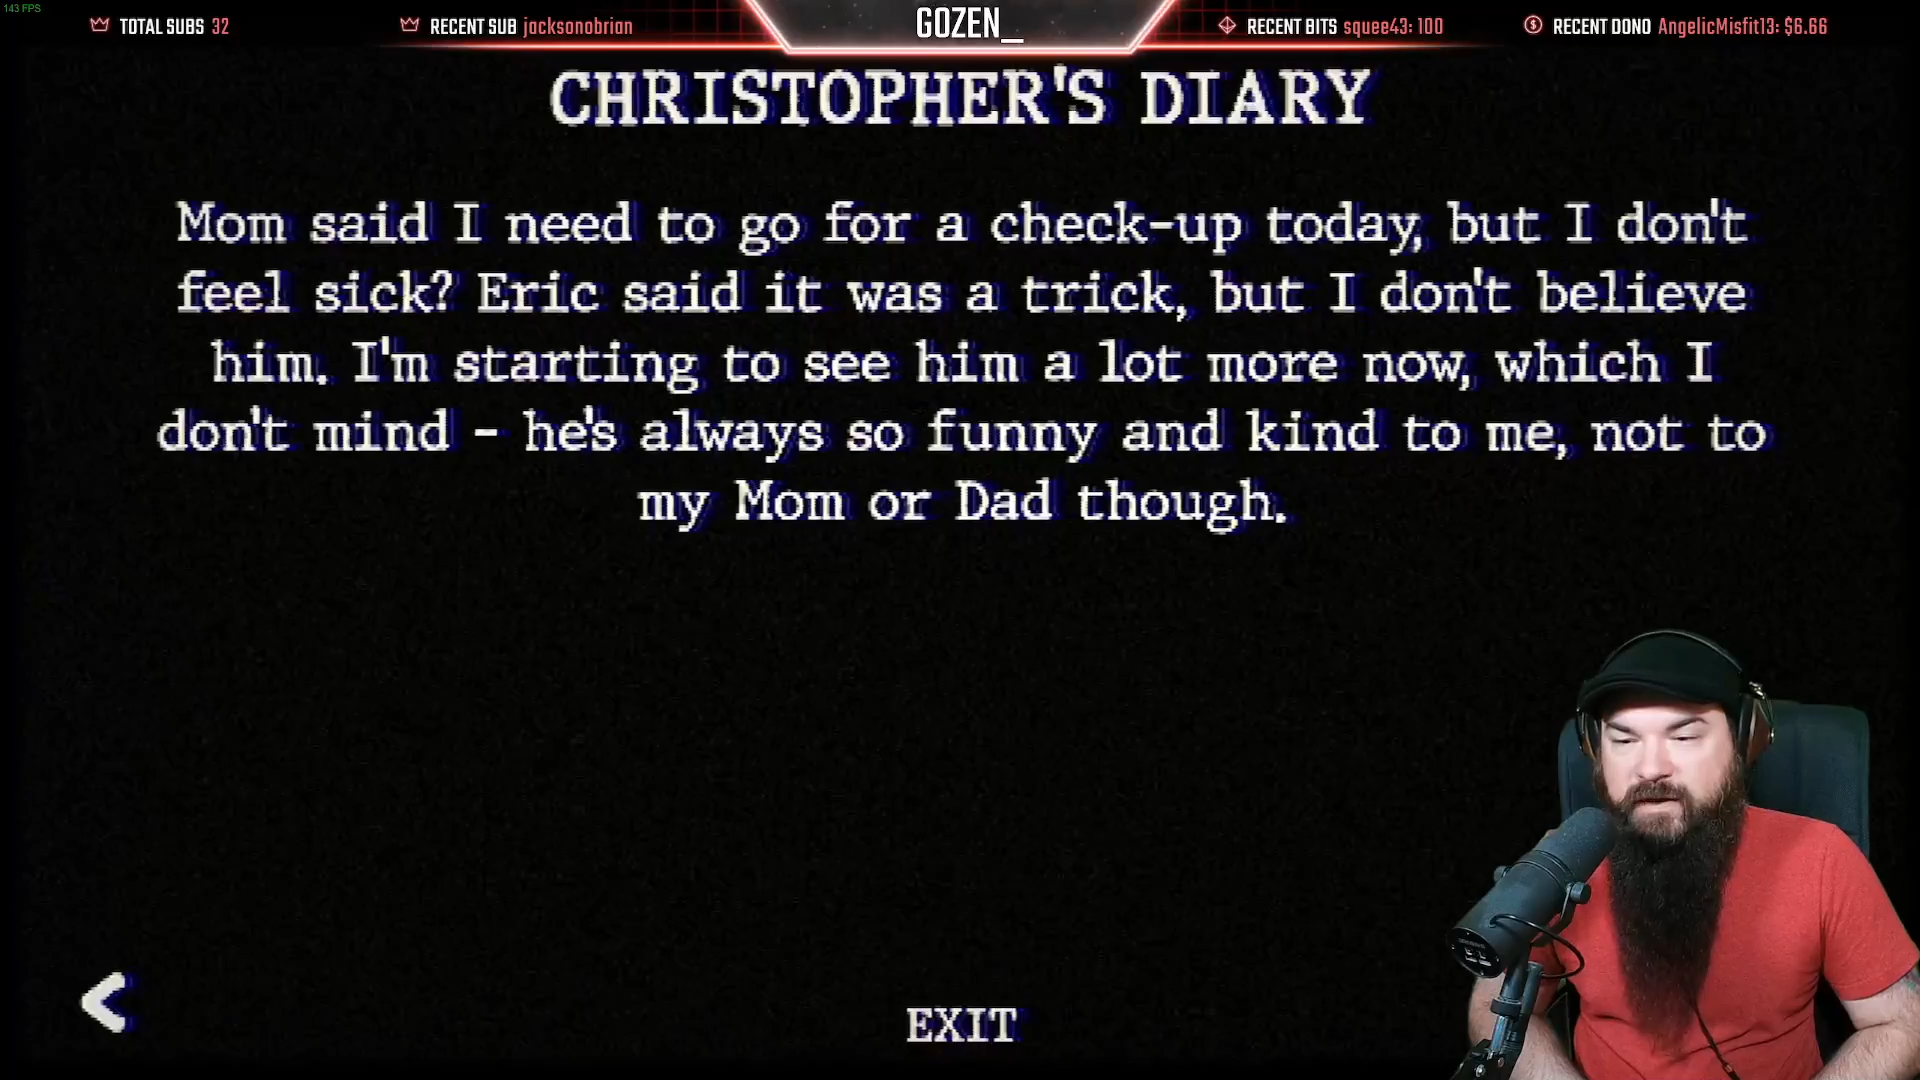 143 FPS
TOTAL SUBS 32
RECENT SUB jacksonobrian
GOZEN_
RECENT BITS squee43: 100
RECENT DONO AngelicMisfit13: $6.66
CHRISTOPHER'S DIARY
Mom said I need to go for a check-up today, but I don't
feel sick? Eric said it was a trick, but I don't believe
him. I'm starting to see him a lot more now, which I
don't mind - he's always so funny and kind to me, not to
my Mom or Dad though.
<
EXIT